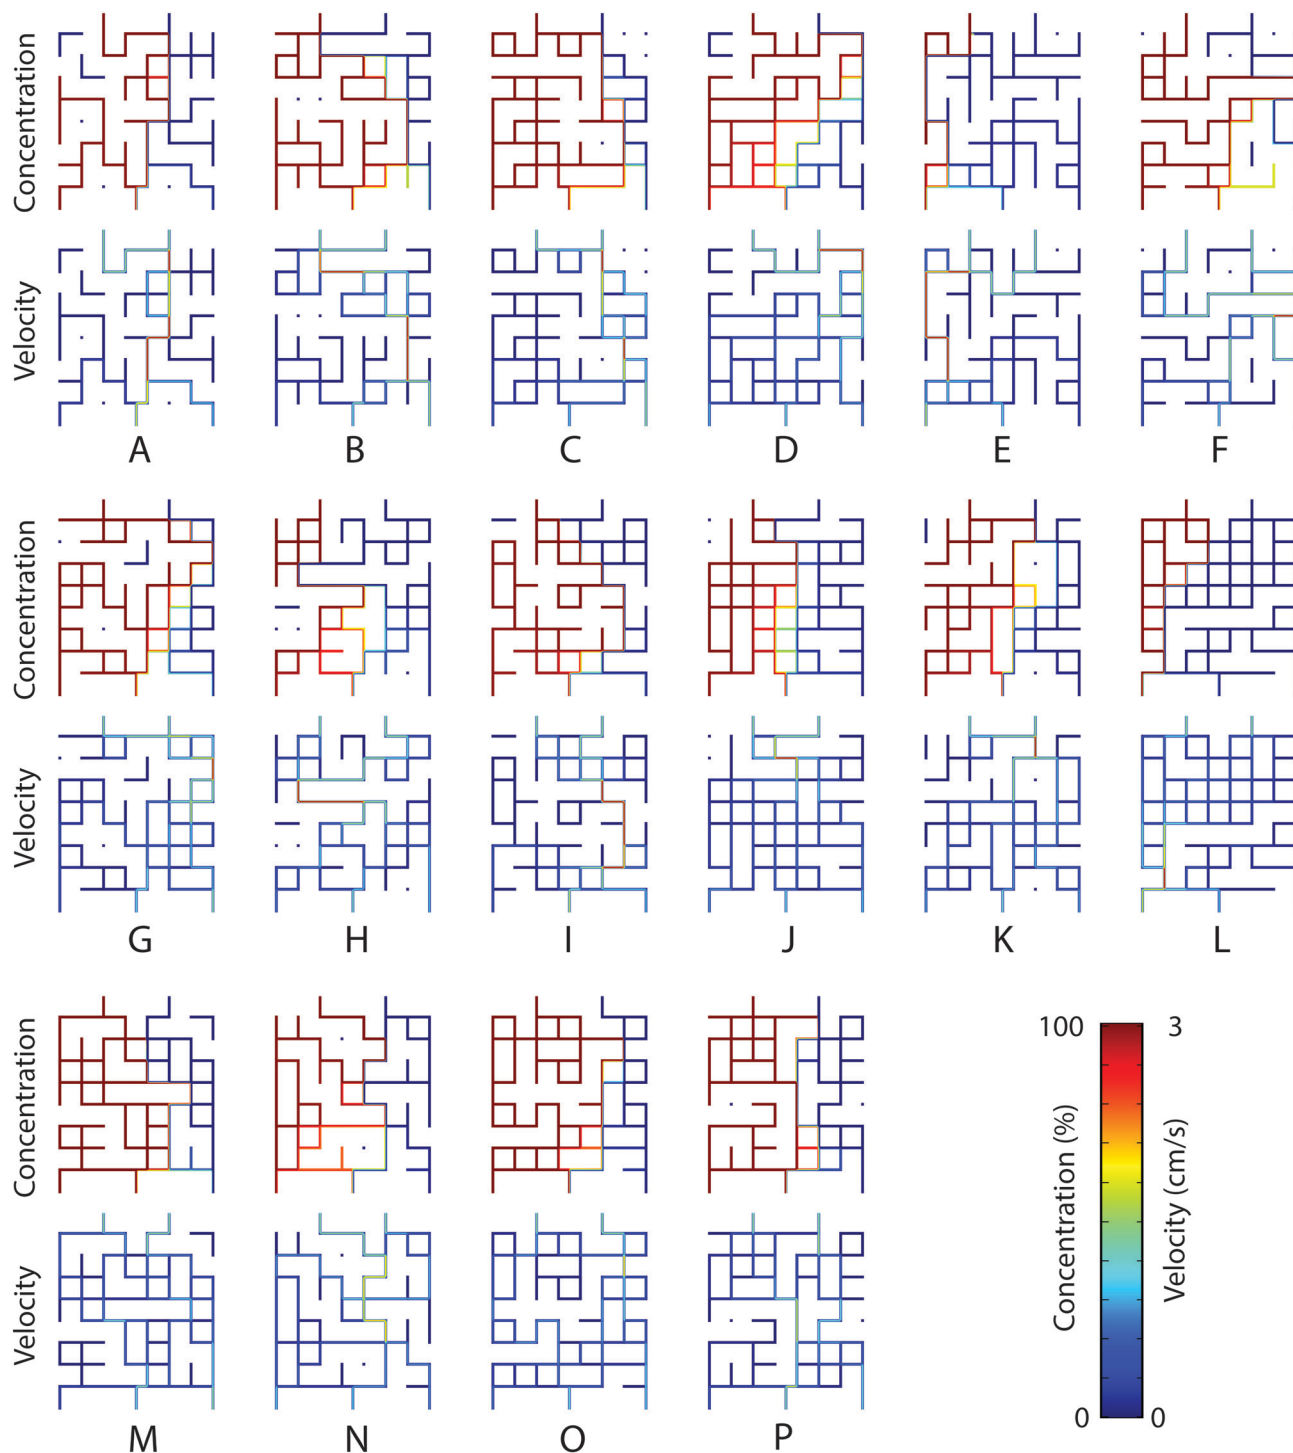 Concentration
Velocity
A B C D E F
Concentration
Velocity
G H I J K L
Concentration
Velocity
M N O P
100 3
Concentration (%)
Velocity (cm/s)
0 0